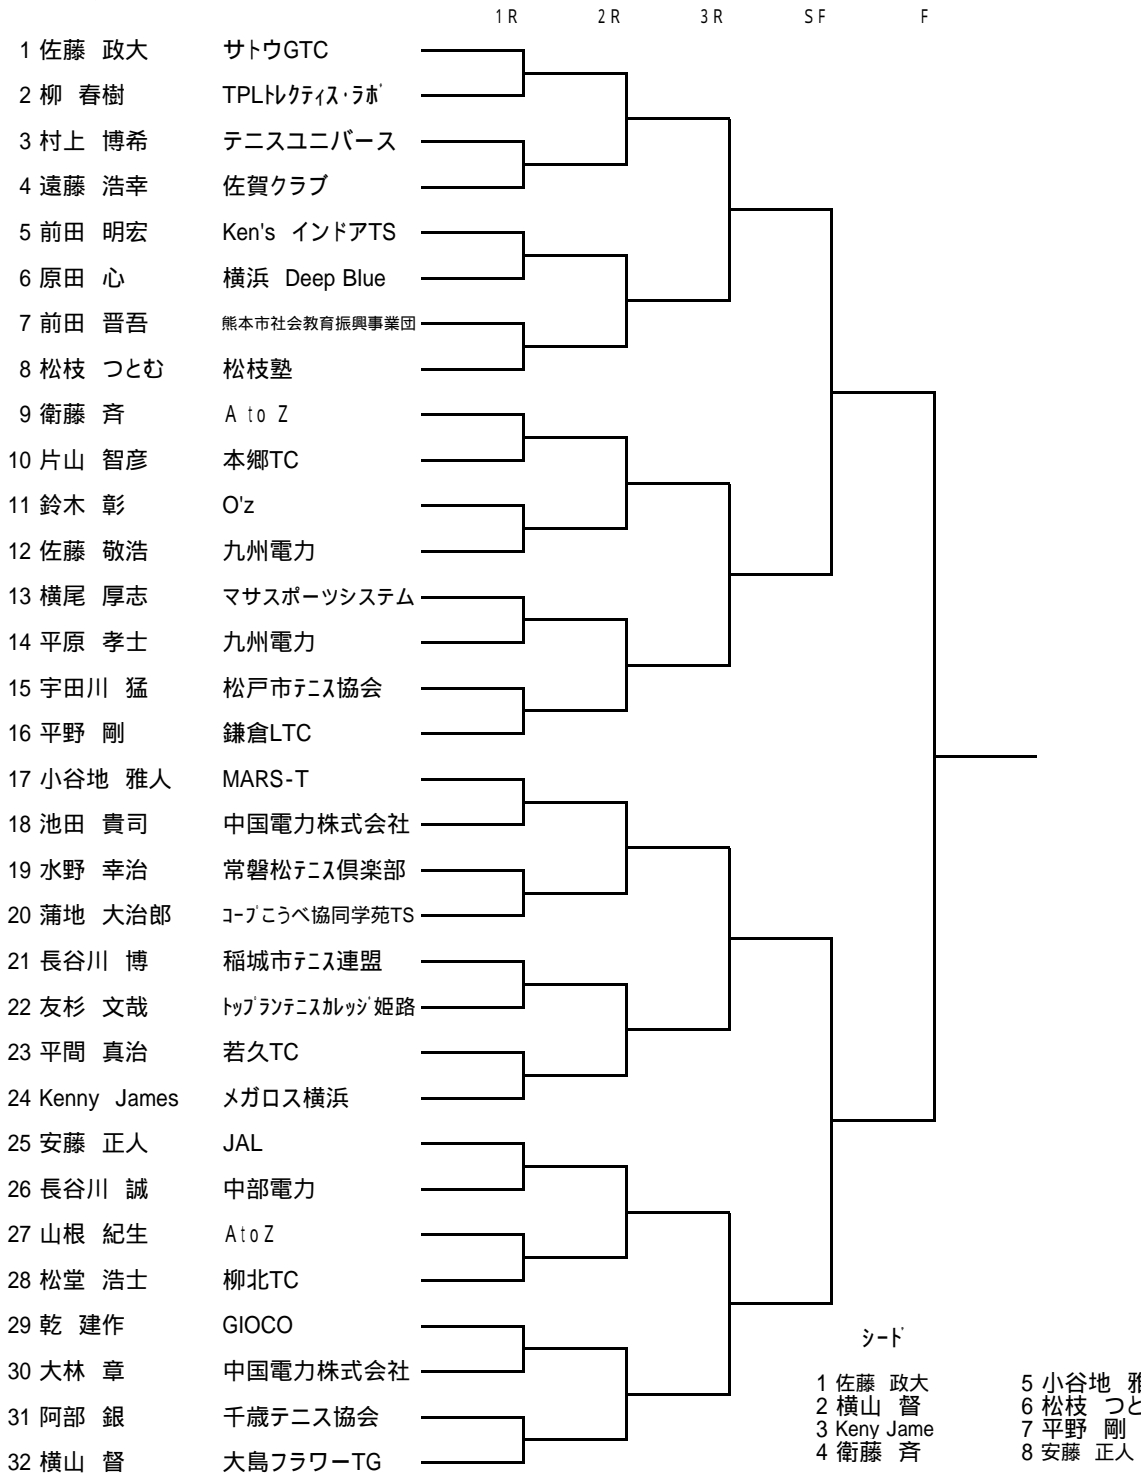 1R 2R 3R SF F
1 佐藤 政大 サトウGTC
2 柳 春樹 TPLﾄﾚｸﾃｨｽ・ﾗﾎﾞ
3 村上 博希 テニスユニバース
4 遠藤 浩幸 佐賀クラブ
5 前田 明宏 Ken's インドアTS
6 原田 心 横浜 Deep Blue
7 前田 晋吾 熊本市社会教育振興事業団
8 松枝 つとむ 松枝塾
9 衛藤 斉 A to Z
10 片山 智彦 本郷TC
11 鈴木 彰 O'z
12 佐藤 敬浩 九州電力
13 横尾 厚志 マサスポーツシステム
14 平原 孝士 九州電力
15 宇田川 猛 松戸市ﾃﾆｽ協会
16 平野 剛 鎌倉LTC
17 小谷地 雅人 MARS-T
18 池田 貴司 中国電力株式会社
19 水野 幸治 常磐松ﾃﾆｽ倶楽部
20 蒲地 大治郎 ｺｰﾌﾟこうべ協同学苑TS
21 長谷川 博 稲城市ﾃﾆｽ連盟
22 友杉 文哉 ﾄｯﾌﾟﾗﾝﾃﾆｽｶﾚｯｼﾞ姫路
23 平間 真治 若久TC
24 Kenny James メガロス横浜
25 安藤 正人 JAL
26 長谷川 誠 中部電力
27 山根 紀生 AtoZ
28 松堂 浩士 柳北TC
29 乾 建作 GIOCO
30 大林 章 中国電力株式会社
31 阿部 銀 千歳テニス協会
32 横山 督 大島フラワーTG
ｼｰﾄﾞ
1 佐藤 政大 5 小谷地 雅
2 横山 督 6 松枝 つと
3 Keny Jame 7 平野 剛
4 衛藤 斉 8 安藤 正人